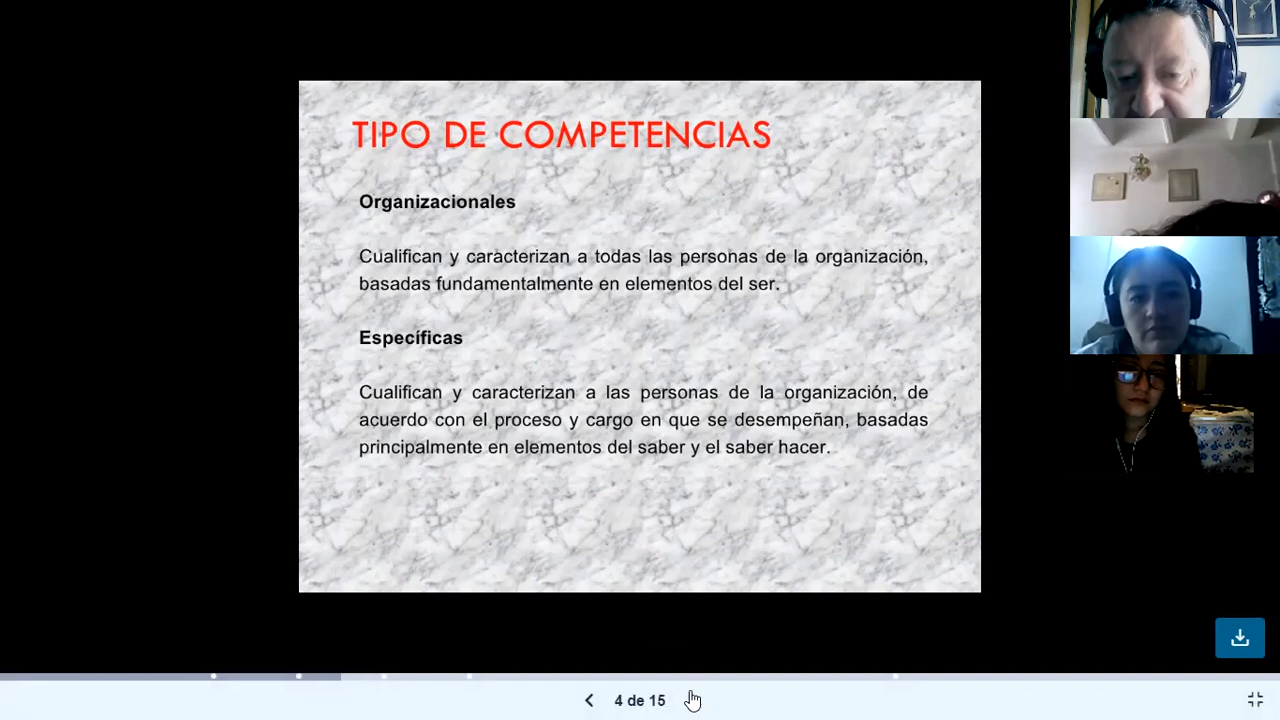 TIPO DE COMPETENCIAS
Organizacionales
Cualifican y caracterizan a todas las personas de la organización,
basadas fundamentalmente en elementos del ser.
Específicas
Cualifican y caracterizan a las personas de la organización, de
acuerdo con el proceso y cargo en que se desempeñan, basadas
principalmente en elementos del saber y el saber hacer.
4 de 15